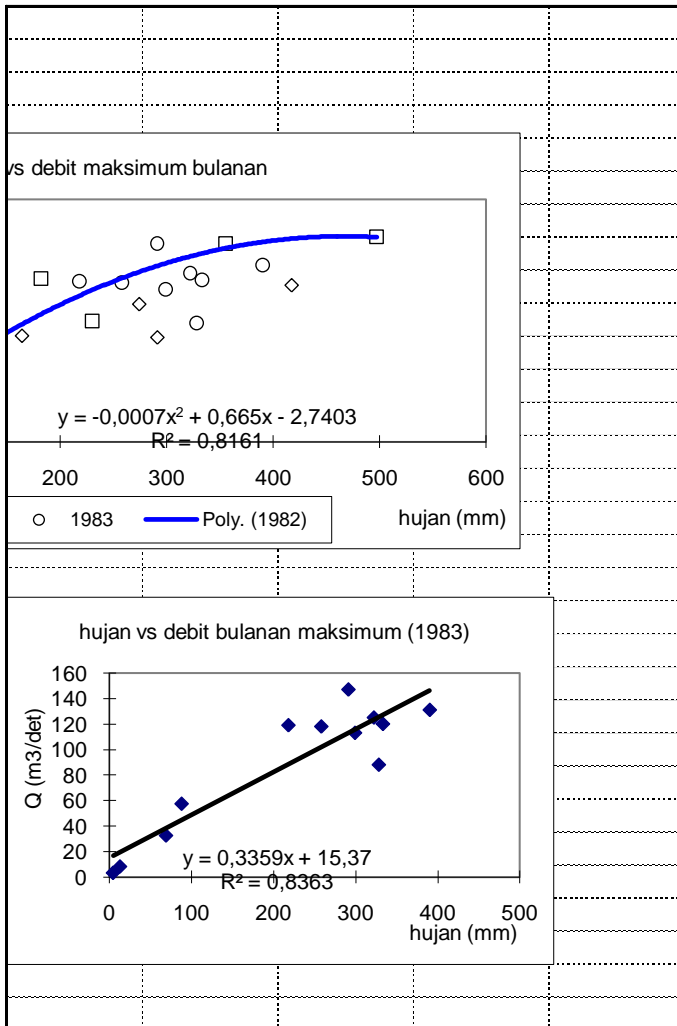 vs debit maksimum bulanan
y = -0,0007x² + 0,665x - 2,7403
R² = 0,8161
200 300 400 500 600
1983 Poly. (1982) hujan (mm)
hujan vs debit bulanan maksimum (1983)
160
140
120
100
80
60
40
20
0
Q (m3/det)
y = 0,3359x + 15,37
R² = 0,8363
0 100 200 300 400 500
hujan (mm)